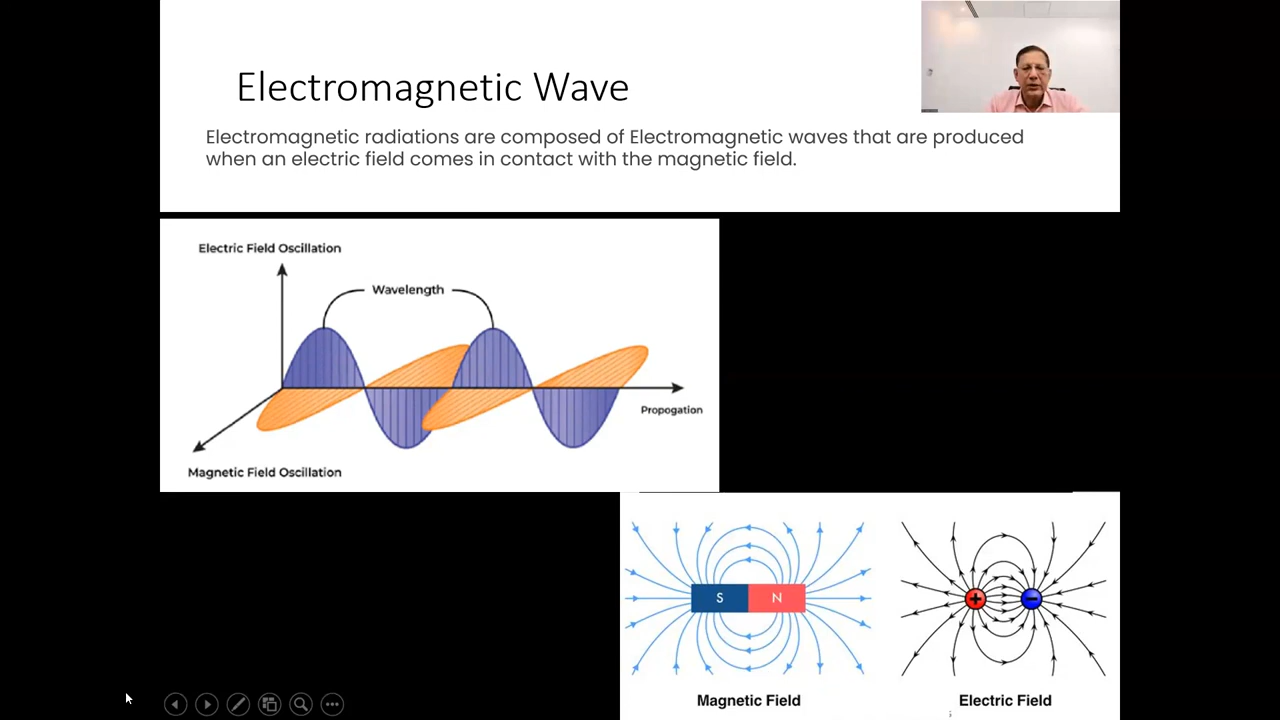 Electromagnetic Wave
Electromagnetic radiations are composed of Electromagnetic waves that are produced
when an electric field comes in contact with the magnetic field.
Electric Field Oscillation
Wavelength
Propogation
Magnetic Field Oscillation
S N
+ −
Magnetic Field
Electric Field